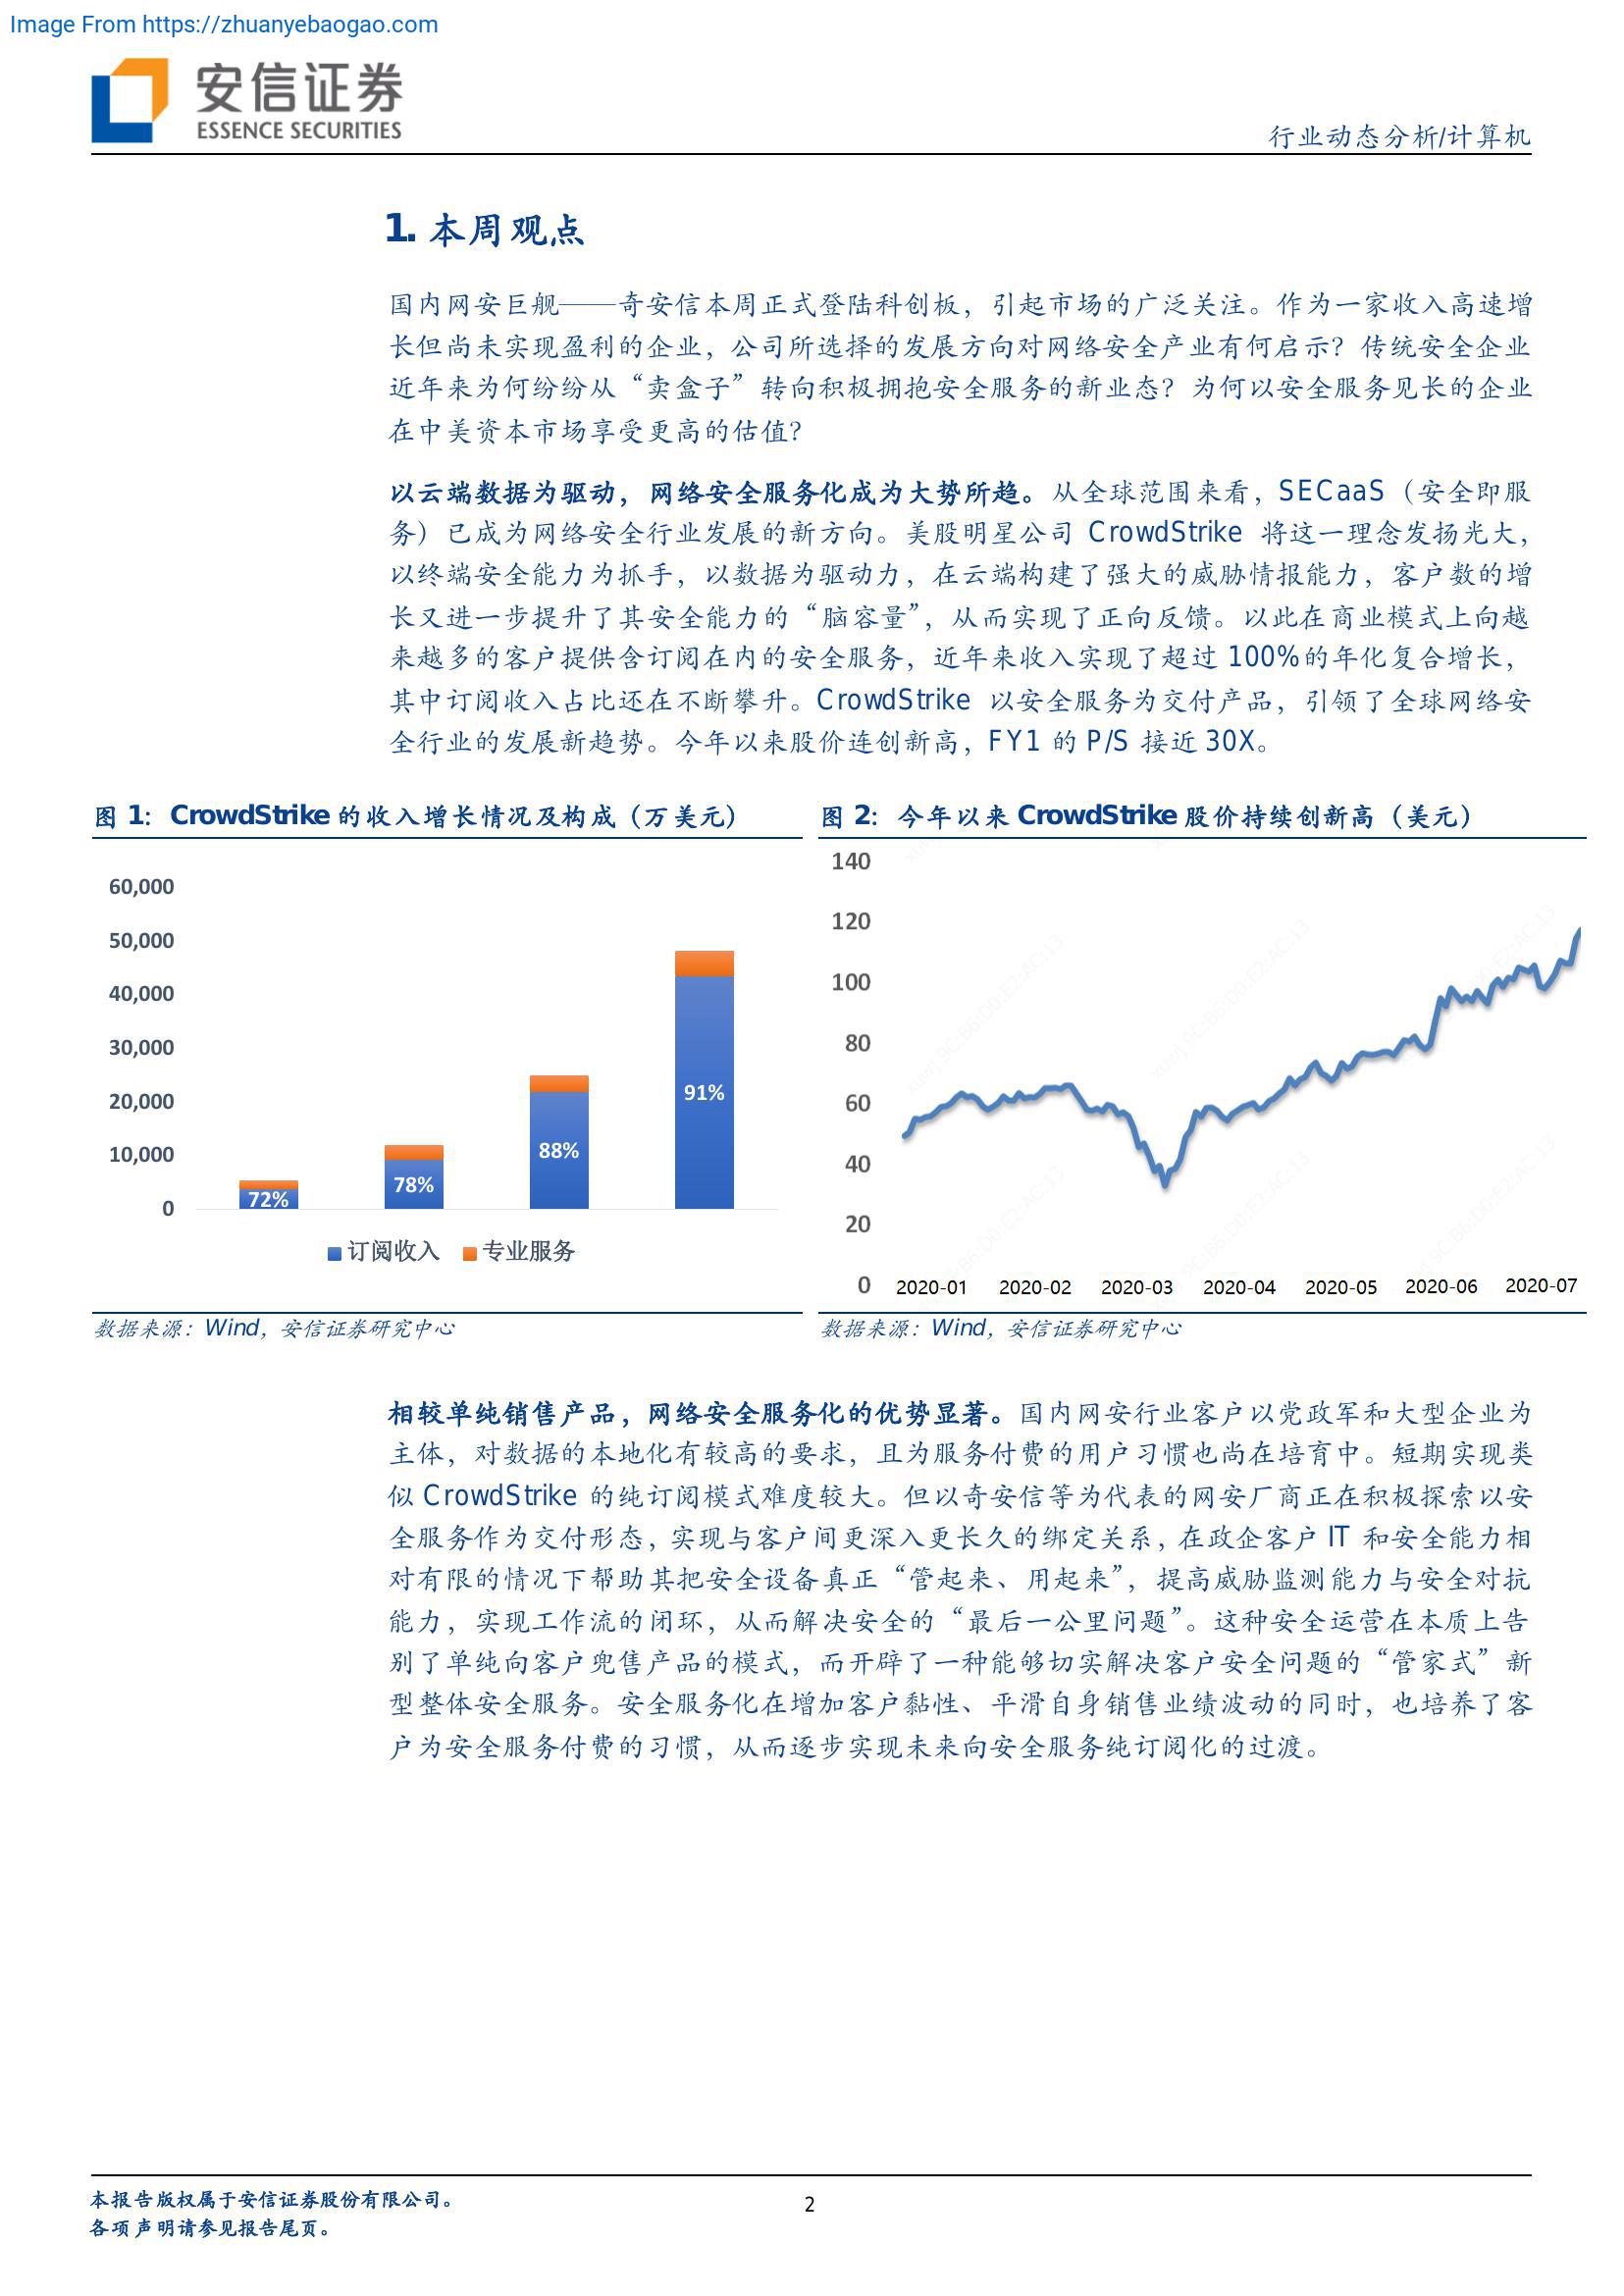 Image From https://zhuanyebaogao.com
安信证券
ESSENCE SECURITIES
行业动态分析/计算机
1. 本周观点
国内网安巨舰——奇安信本周正式登陆科创板，引起市场的广泛关注。作为一家收入高速增
长但尚未实现盈利的企业，公司所选择的发展方向对网络安全产业有何启示？传统安全企业
近年来为何纷纷从“卖盒子”转向积极拥抱安全服务的新业态？为何以安全服务见长的企业
在中美资本市场享受更高的估值？
以云端数据为驱动，网络安全服务化成为大势所趋。从全球范围来看，SECaaS（安全即服
务）已成为网络安全行业发展的新方向。美股明星公司 CrowdStrike 将这一理念发扬光大，
以终端安全能力为抓手，以数据为驱动力，在云端构建了强大的威胁情报能力，客户数的增
长又进一步提升了其安全能力的“脑容量”，从而实现了正向反馈。以此在商业模式上向越
来越多的客户提供含订阅在内的安全服务，近年来收入实现了超过 100%的年化复合增长，
其中订阅收入占比还在不断攀升。CrowdStrike 以安全服务为交付产品，引领了全球网络安
全行业的发展新趋势。今年以来股价连创新高，FY1 的 P/S 接近 30X。
图 1：CrowdStrike 的收入增长情况及构成（万美元）
60,000
50,000
40,000
30,000
20,000
10,000
0
72%
78%
88%
91%
订阅收入 专业服务
数据来源：Wind，安信证券研究中心
图 2：今年以来 CrowdStrike 股价持续创新高（美元）
140
120
100
80
60
40
20
0
2020-01 2020-02 2020-03 2020-04 2020-05 2020-06 2020-07
数据来源：Wind，安信证券研究中心
相较单纯销售产品，网络安全服务化的优势显著。国内网安行业客户以党政军和大型企业为
主体，对数据的本地化有较高的要求，且为服务付费的用户习惯也尚在培育中。短期实现类
似 CrowdStrike 的纯订阅模式难度较大。但以奇安信等为代表的网安厂商正在积极探索以安
全服务作为交付形态，实现与客户间更深入更长久的绑定关系，在政企客户 IT 和安全能力相
对有限的情况下帮助其把安全设备真正“管起来、用起来”，提高威胁监测能力与安全对抗
能力，实现工作流的闭环，从而解决安全的“最后一公里问题”。这种安全运营在本质上告
别了单纯向客户兜售产品的模式，而开辟了一种能够切实解决客户安全问题的“管家式”新
型整体安全服务。安全服务化在增加客户黏性、平滑自身销售业绩波动的同时，也培养了客
户为安全服务付费的习惯，从而逐步实现未来向安全服务纯订阅化的过渡。
本报告版权属于安信证券股份有限公司。
各项声明请参见报告尾页。
2